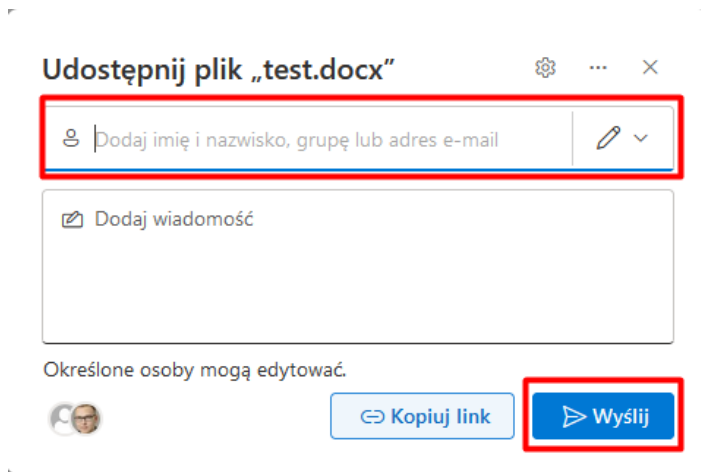 Udostępnij plik „test.docx”
Dodaj imię i nazwisko, grupę lub adres e-mail
Dodaj wiadomość
Określone osoby mogą edytować.
Kopiuj link
Wyślij